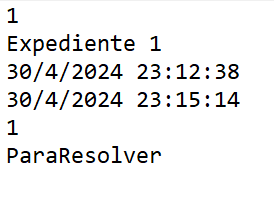 1
Expediente 1
30/4/2024 23:12:38
30/4/2024 23:15:14
1
ParaResolver